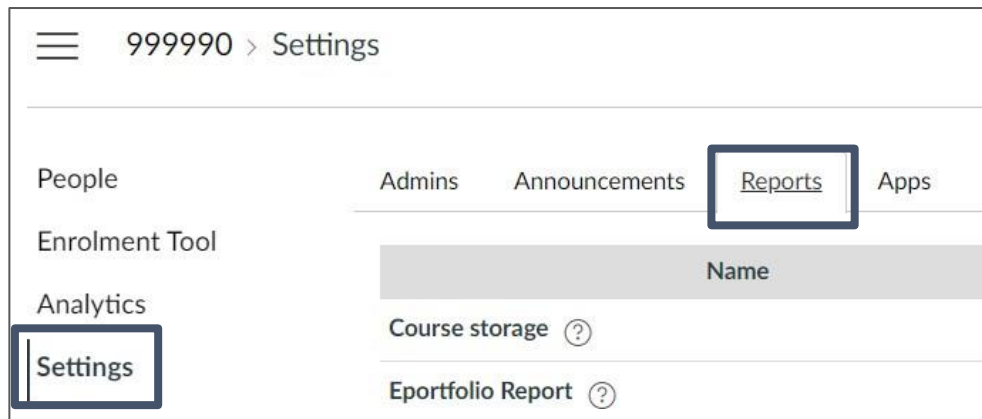 999990 > Settings
People
Enrolment Tool
Analytics
Settings
Admins Announcements Reports Apps
Name
Course storage ?
Eportfolio Report ?